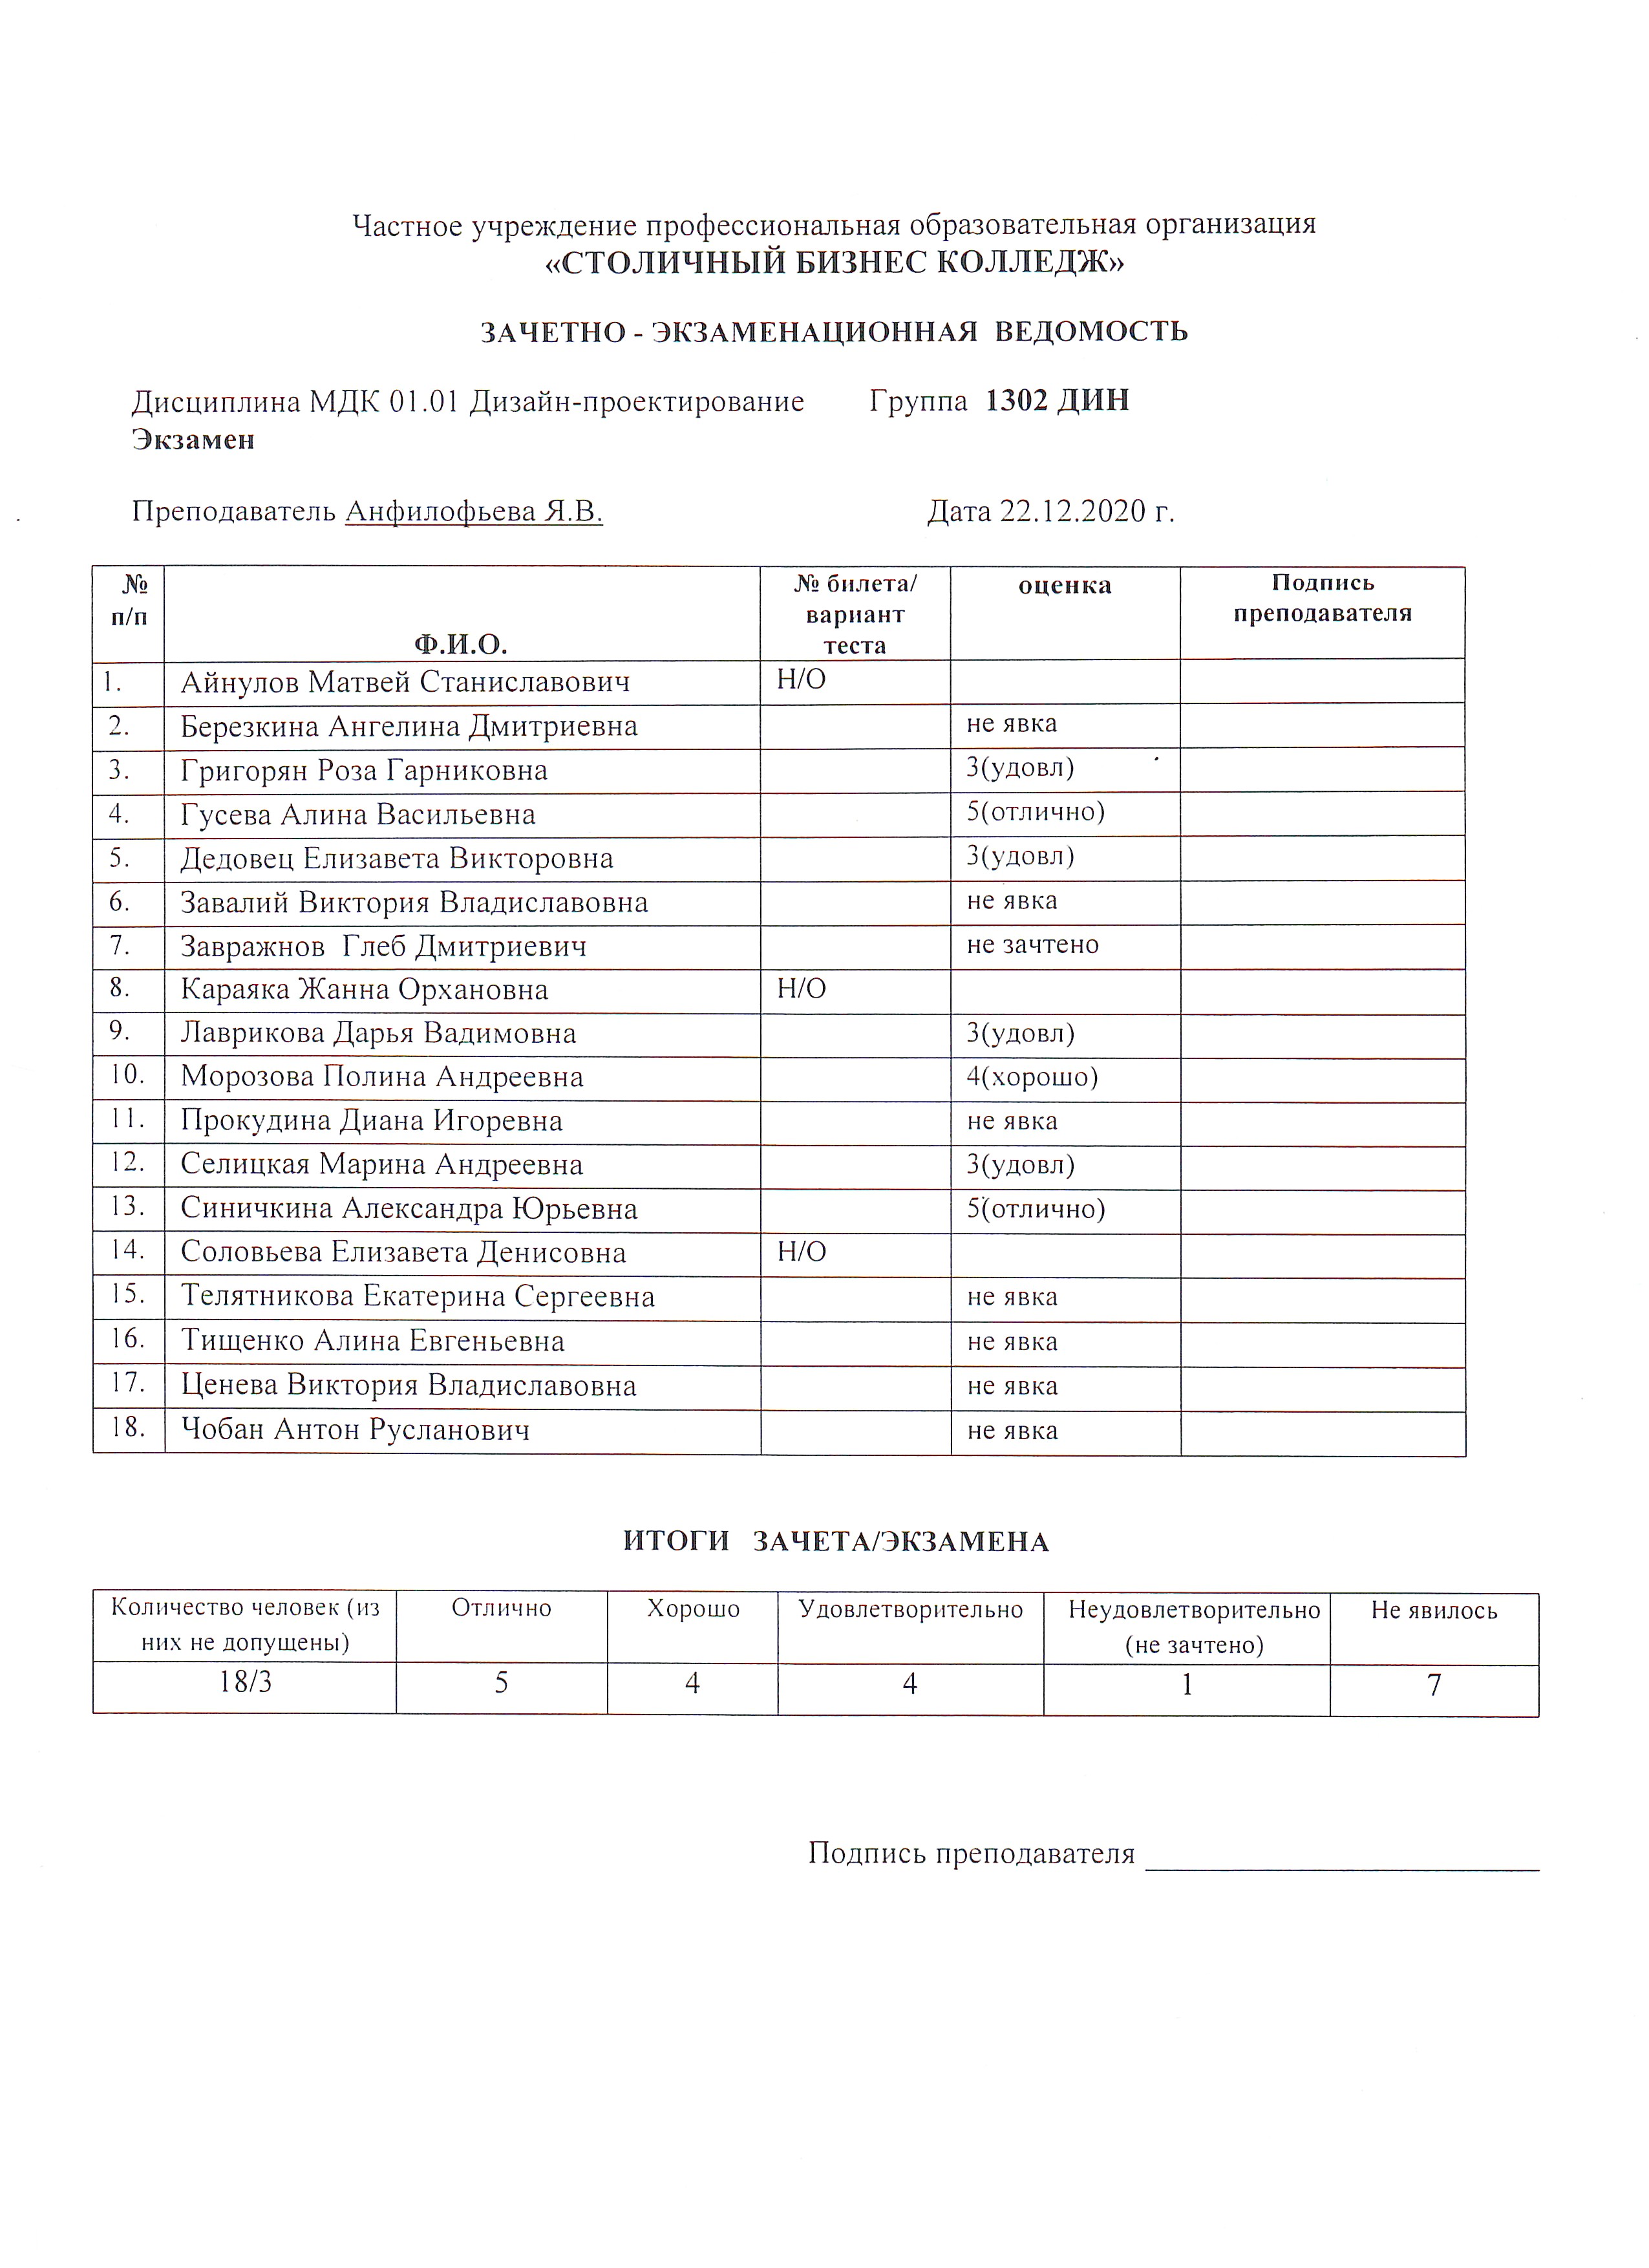 Частное учреждение профессиональная образовательная организация
«СТОЛИЧНЫЙ БИЗНЕС КОЛЛЕДЖ»
ЗАЧЕТНО - ЭКЗАМЕНАЦИОННАЯ ВЕДОМОСТЬ
Дисциплина МДК 01.01 Дизайн-проектирование Группа 1302 ДИН
Экзамен
Преподаватель Анфилофьева Я.В. Дата 22.12.2020 г.
№ п/п Ф.И.О. № билета/ вариант теста оценка Подпись преподавателя
1. Айнулов Матвей Станиславович Н/О
2. Березкина Ангелина Дмитриевна не явка
3. Григорян Роза Гарниковна 3(удовл)
4. Гусева Алина Васильевна 5(отлично)
5. Дедовец Елизавета Викторовна 3(удовл)
6. Завалий Виктория Владиславовна не явка
7. Завражнов Глеб Дмитриевич не зачтено
8. Караяка Жанна Орхановна Н/О
9. Лаврикова Дарья Вадимовна 3(удовл)
10. Морозова Полина Андреевна 4(хорошо)
11. Прокудина Диана Игоревна не явка
12. Селицкая Марина Андреевна 3(удовл)
13. Синичкина Александра Юрьевна 5(отлично)
14. Соловьева Елизавета Денисовна Н/О
15. Телятникова Екатерина Сергеевна не явка
16. Тищенко Алина Евгеньевна не явка
17. Ценева Виктория Владиславовна не явка
18. Чобан Антон Русланович не явка
ИТОГИ ЗАЧЕТА/ЭКЗАМЕНА
Количество человек (из них не допущены) Отлично Хорошо Удовлетворительно Неудовлетворительно (не зачтено) Не явилось
18/3 5 4 4 1 7
Подпись преподавателя